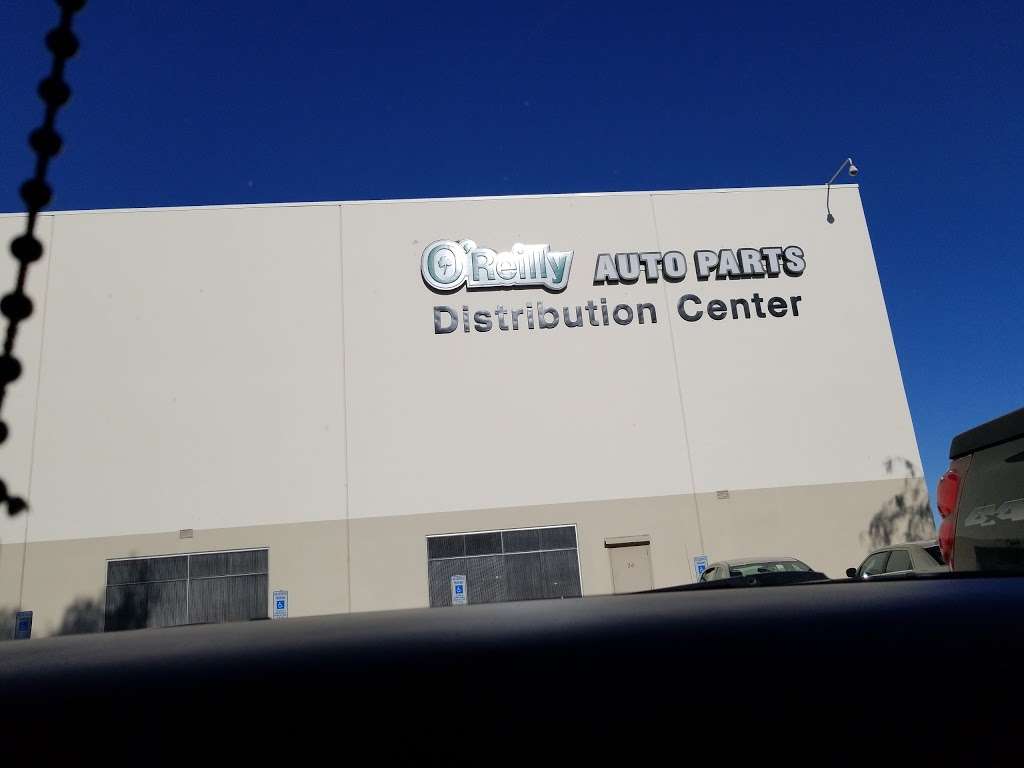 O'Reilly AUTO PARTS
Distribution Center
4x4